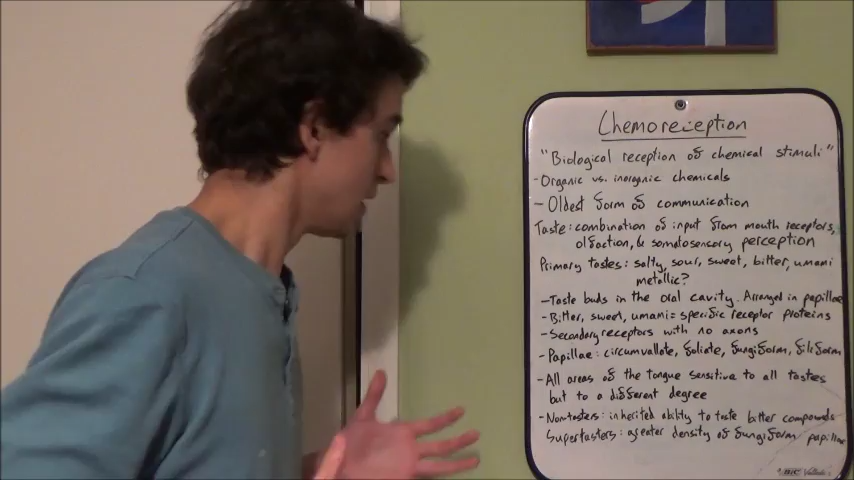 Chemoreception
"Biological reception of chemical stimuli"
- Organic vs. inorganic chemicals
- Oldest form of communication
Taste: combination of input from mouth receptors,
olfaction, & somatosensory perception
Primary tastes: salty, sour, sweet, bitter, umami
metallic?
- Taste buds in the oral cavity. Arranged in papillae
- Bitter, sweet, umami = specific receptor proteins
- Secondary receptors with no axons
- Papillae: circumvallate, foliate, fungiform, filiform
- All areas of the tongue sensitive to all tastes
but to a different degree
- Nontasters: inherited ability to taste bitter compounds
Supertasters: greater density of fungiform papillae
BIC Velleda